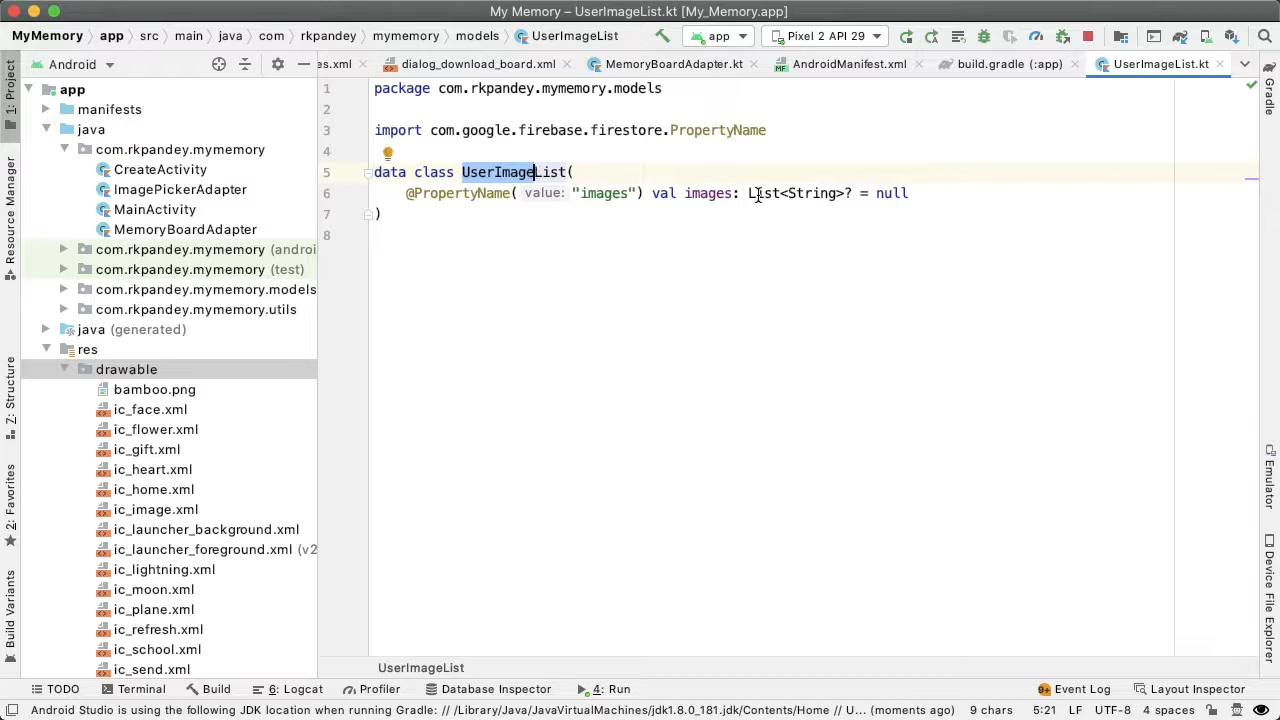 My Memory – UserImageList.kt [My_Memory.app]
MyMemory app src main java com rkpandey mymemory models UserImageList app Pixel 2 API 29
Android es.xml dialog_download_board.xml MemoryBoardAdapter.kt AndroidManifest.xml build.gradle (:app) UserImageList.kt
1: Project
Resource Manager
Z: Structure
2: Favorites
Build Variants
app
manifests
java
com.rkpandey.mymemory
CreateActivity
ImagePickerAdapter
MainActivity
MemoryBoardAdapter
com.rkpandey.mymemory (androi
com.rkpandey.mymemory (test)
com.rkpandey.mymemory.models
com.rkpandey.mymemory.utils
java (generated)
res
drawable
bamboo.png
ic_face.xml
ic_flower.xml
ic_gift.xml
ic_heart.xml
ic_home.xml
ic_image.xml
ic_launcher_background.xml
ic_launcher_foreground.xml (v2
ic_lightning.xml
ic_moon.xml
ic_plane.xml
ic_refresh.xml
ic_school.xml
ic_send.xml
1 package com.rkpandey.mymemory.models
2
3 import com.google.firebase.firestore.PropertyName
4
5 data class UserImageList(
6 @PropertyName( value: "images") val images: List<String>? = null
7 )
8
UserImageList
Gradle
Emulator
Device File Explorer
TODO Terminal Build 6: Logcat Profiler Database Inspector 4: Run 9+ Event Log Layout Inspector
Android Studio is using the following JDK location when running Gradle: // /Library/Java/JavaVirtualMachines/jdk1.8.0_181.jdk/Contents/Home // U... (moments ago) 9 chars 5:21 LF UTF-8 4 spaces